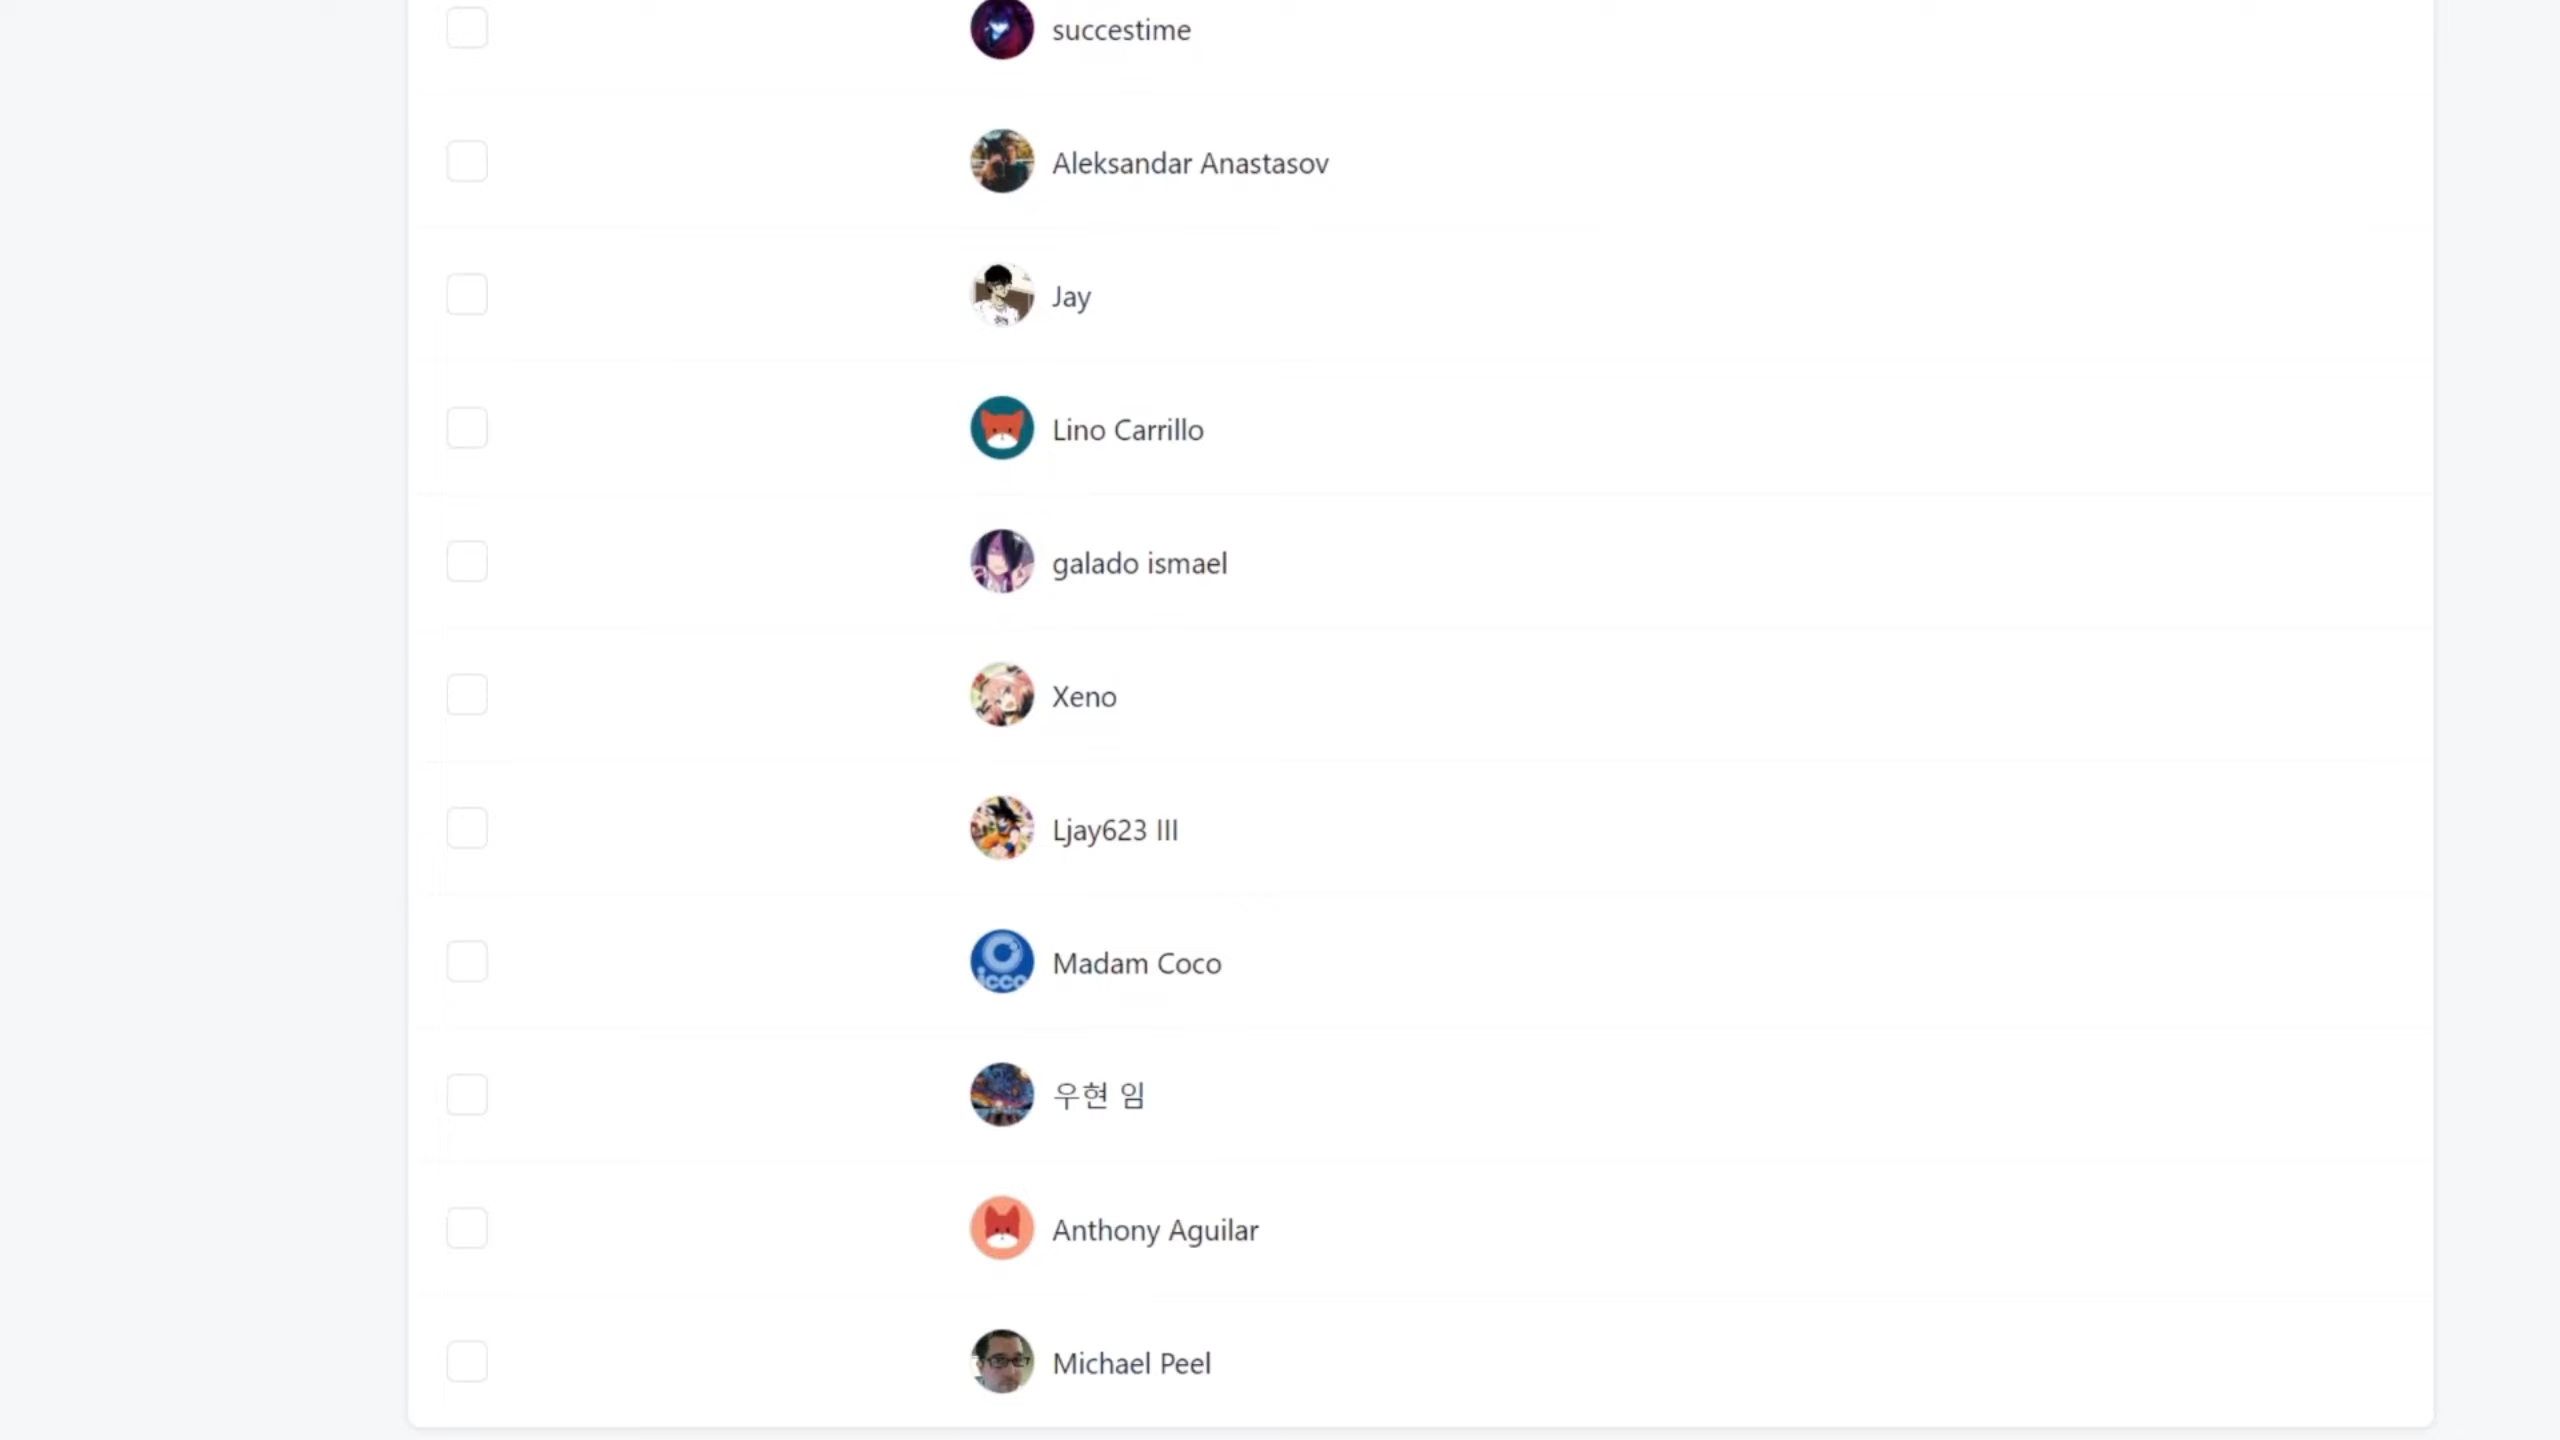 succestime
Aleksandar Anastasov
Jay
Lino Carrillo
galado ismael
Xeno
Ljay623 III
Madam Coco
우현 임
Anthony Aguilar
Michael Peel